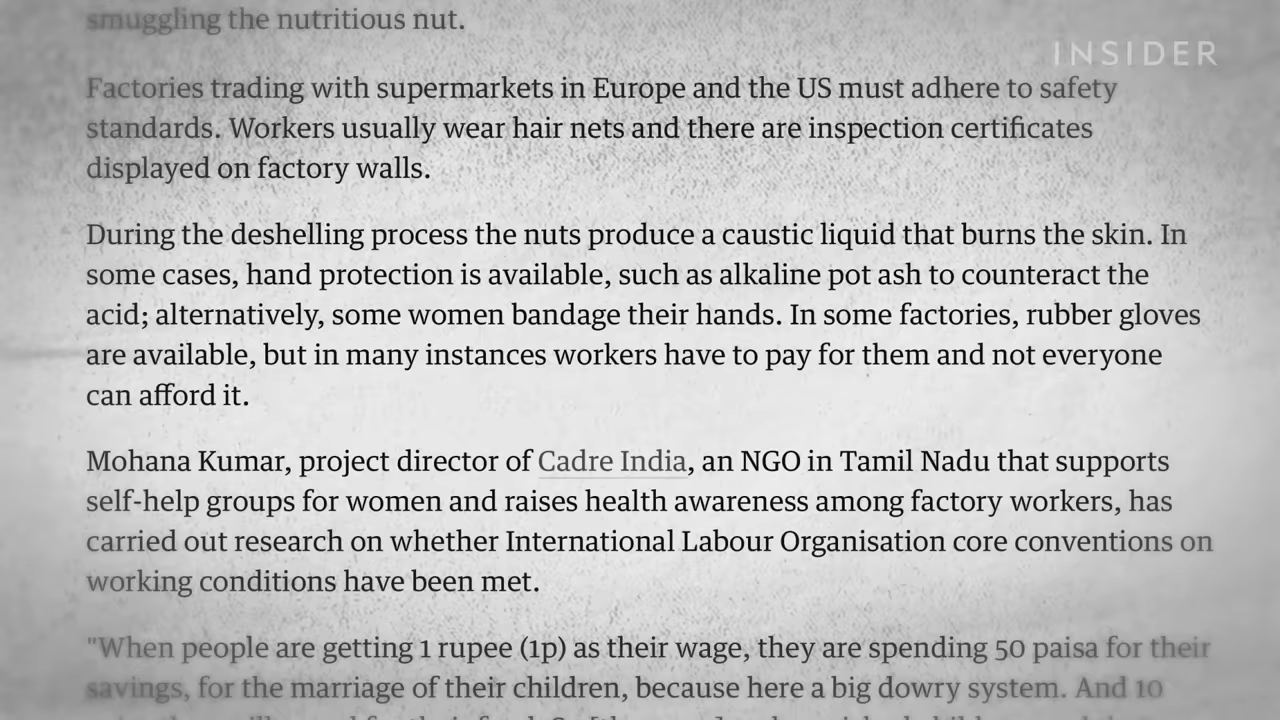 smuggling the nutritious nut.
INSIDER
Factories trading with supermarkets in Europe and the US must adhere to safety
standards. Workers usually wear hair nets and there are inspection certificates
displayed on factory walls.
During the deshelling process the nuts produce a caustic liquid that burns the skin. In
some cases, hand protection is available, such as alkaline pot ash to counteract the
acid; alternatively, some women bandage their hands. In some factories, rubber gloves
are available, but in many instances workers have to pay for them and not everyone
can afford it.
Mohana Kumar, project director of Cadre India, an NGO in Tamil Nadu that supports
self-help groups for women and raises health awareness among factory workers, has
carried out research on whether International Labour Organisation core conventions on
working conditions have been met.
"When people are getting 1 rupee (1p) as their wage, they are spending 50 paisa for their
savings, for the marriage of their children, because here a big dowry system. And 10